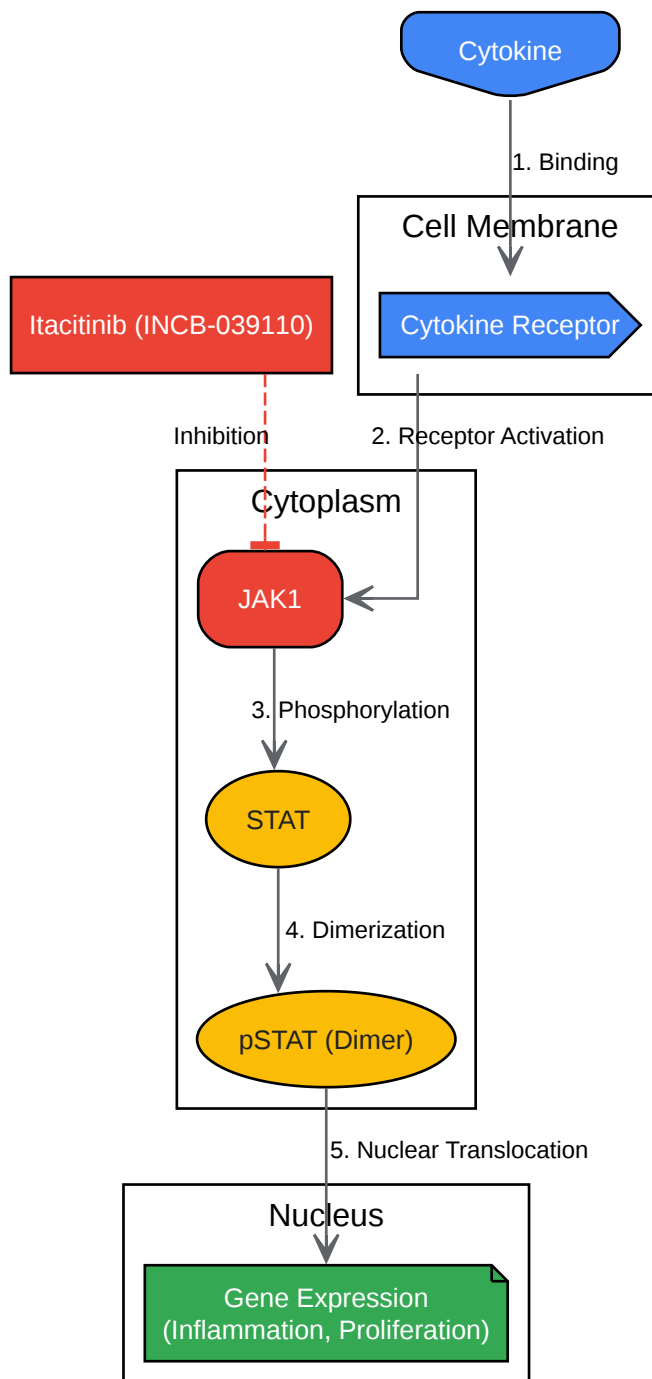 Cytokine
1. Binding
Cell Membrane
Itacitinib (INCB-039110)
Cytokine Receptor
Inhibition
2. Receptor Activation
Cytoplasm
JAK1
3. Phosphorylation
STAT
4. Dimerization
pSTAT (Dimer)
5. Nuclear Translocation
Nucleus
Gene Expression
(Inflammation, Proliferation)